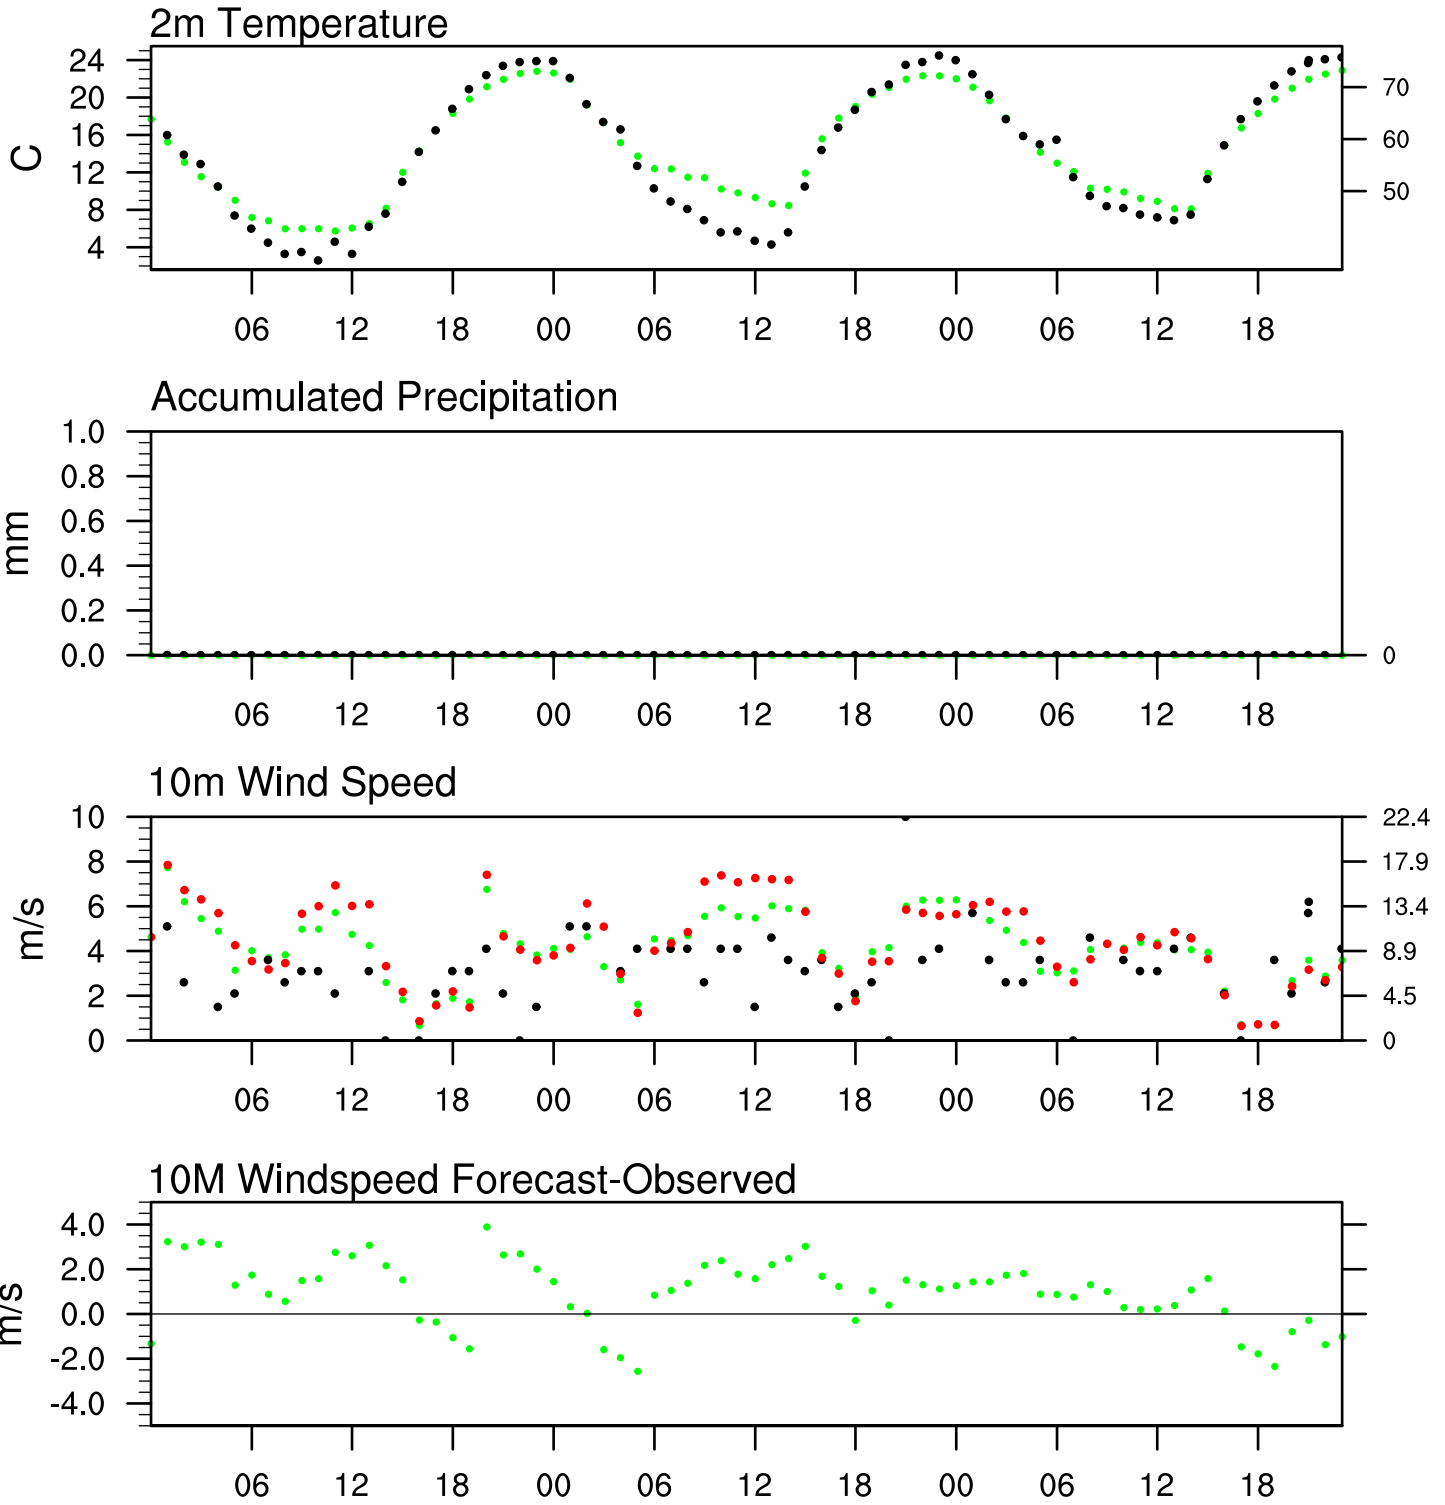 2m Temperature
24
20
16
12
8
4
C
70
60
50
06 12 18 00 06 12 18 00 06 12 18
Accumulated Precipitation
1.0
0.8
0.6
0.4
0.2
0.0
mm
0
06 12 18 00 06 12 18 00 06 12 18
10m Wind Speed
10
8
6
4
2
0
m/s
22.4
17.9
13.4
8.9
4.5
0
06 12 18 00 06 12 18 00 06 12 18
10M Windspeed Forecast-Observed
4.0
2.0
0.0
-2.0
-4.0
m/s
06 12 18 00 06 12 18 00 06 12 18